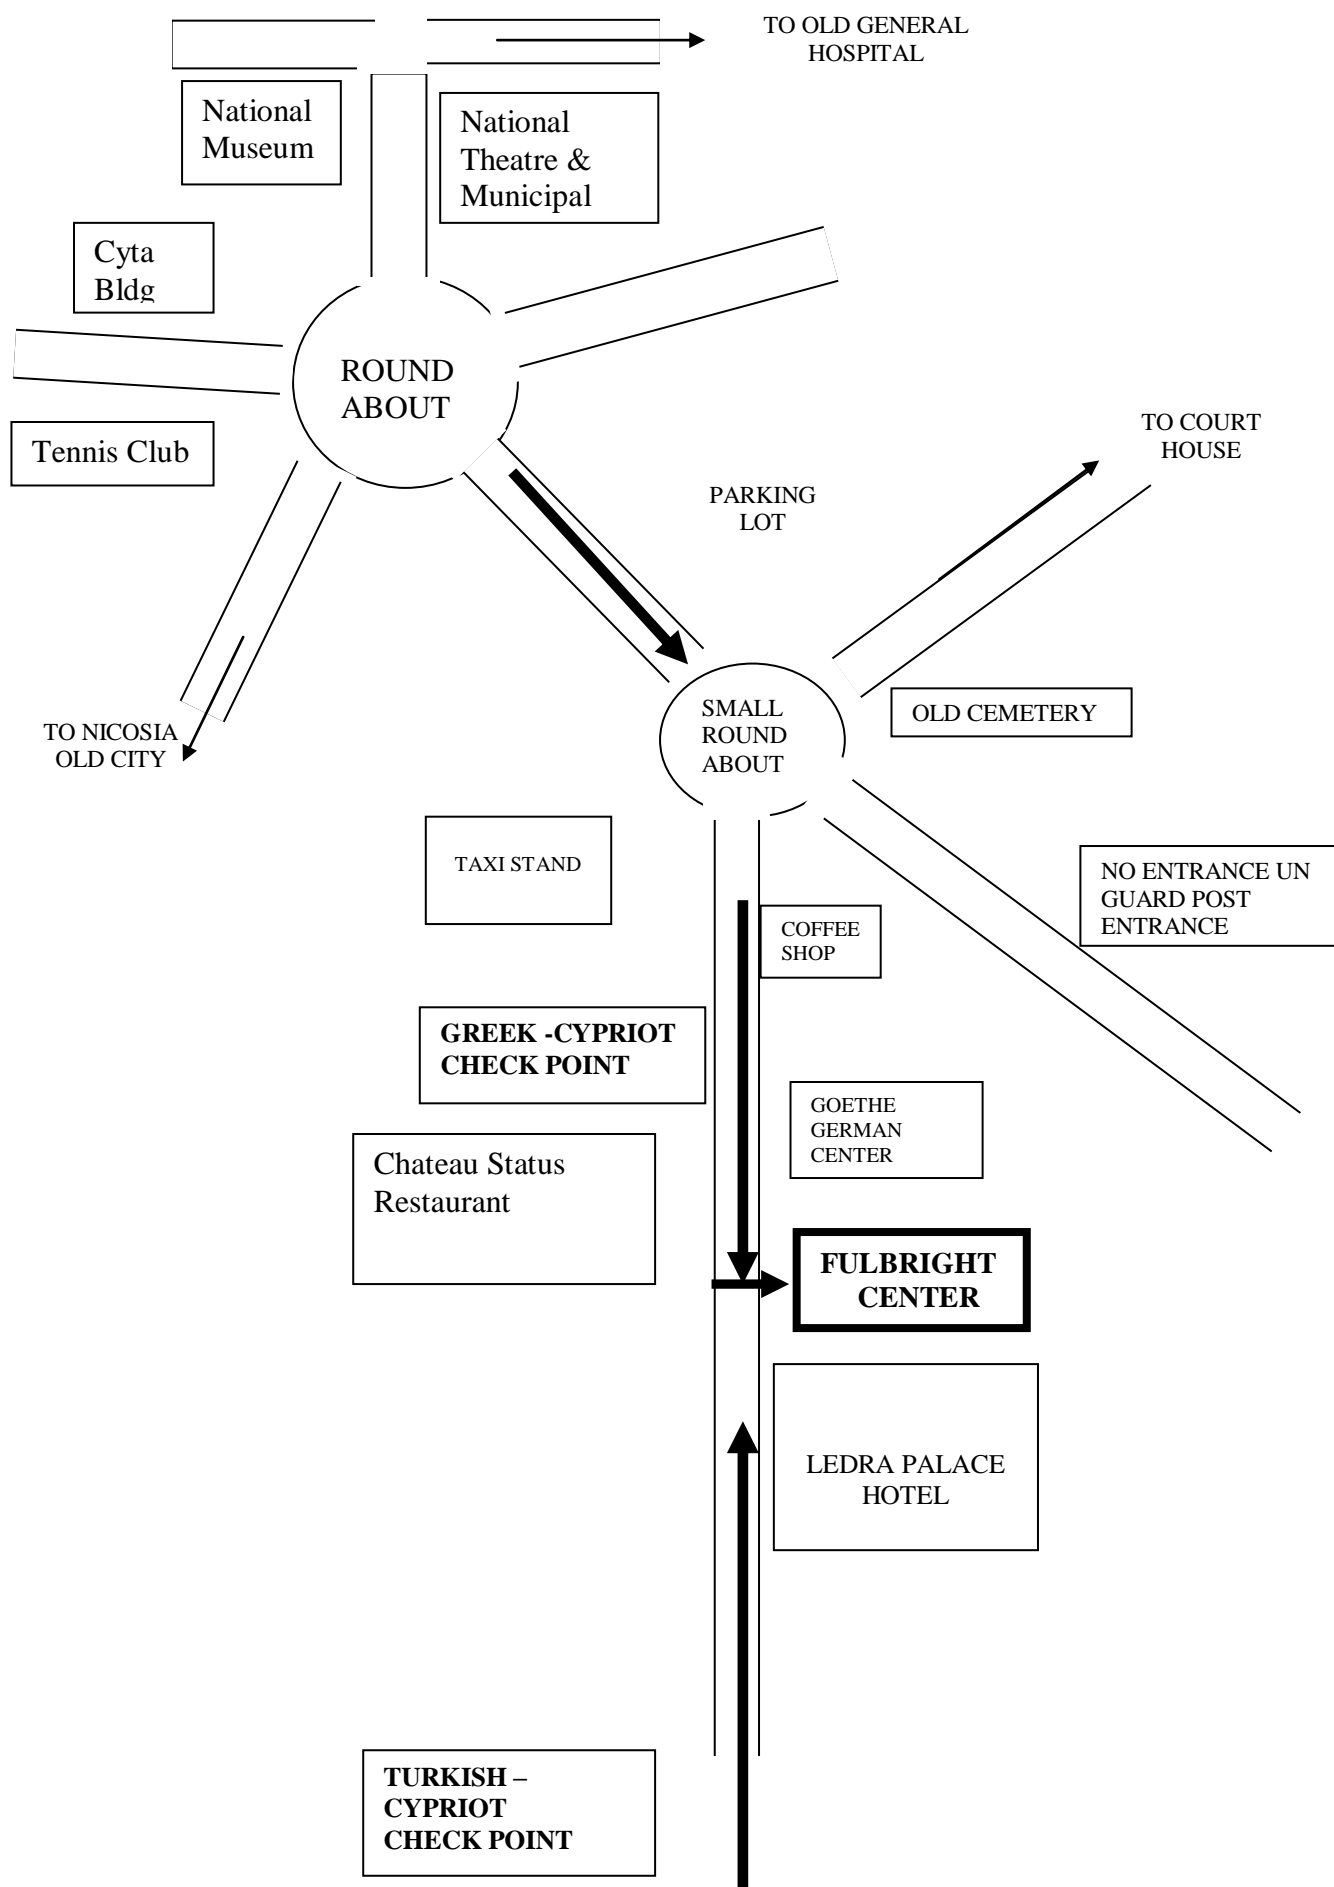 TO OLD GENERAL
HOSPITAL
National
Museum
National
Theatre &
Municipal
Cyta
Bldg
ROUND
ABOUT
Tennis Club
TO COURT
HOUSE
PARKING
LOT
TO NICOSIA
OLD CITY
SMALL
ROUND
ABOUT
OLD CEMETERY
TAXI STAND
NO ENTRANCE UN
GUARD POST
ENTRANCE
COFFEE
SHOP
GREEK -CYPRIOT
CHECK POINT
GOETHE
GERMAN
CENTER
Chateau Status
Restaurant
FULBRIGHT
CENTER
LEDRA PALACE
HOTEL
TURKISH –
CYPRIOT
CHECK POINT